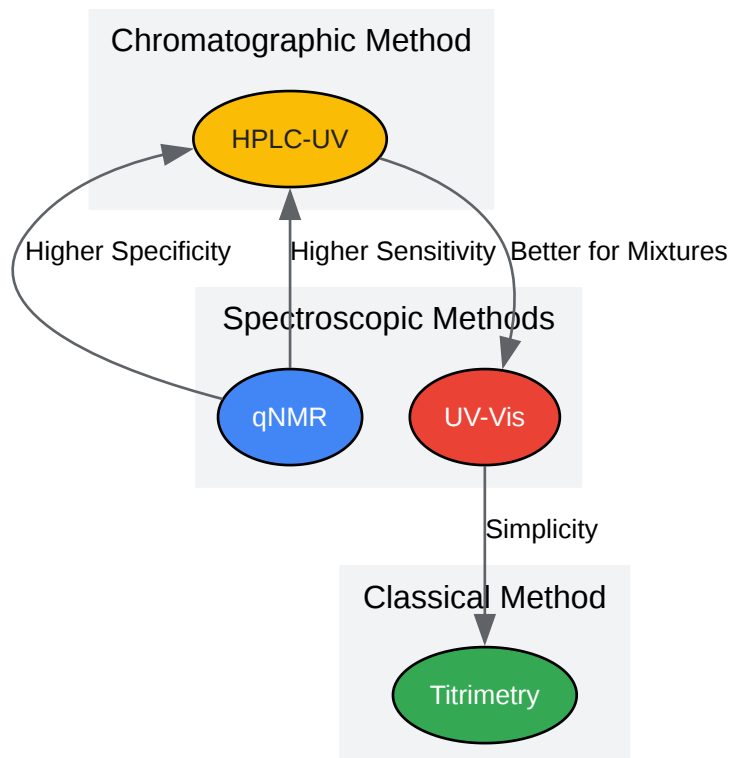 Chromatographic Method
HPLC-UV
Higher Specificity
Higher Sensitivity
Better for Mixtures
Spectroscopic Methods
qNMR
UV-Vis
Simplicity
Classical Method
Titrimetry